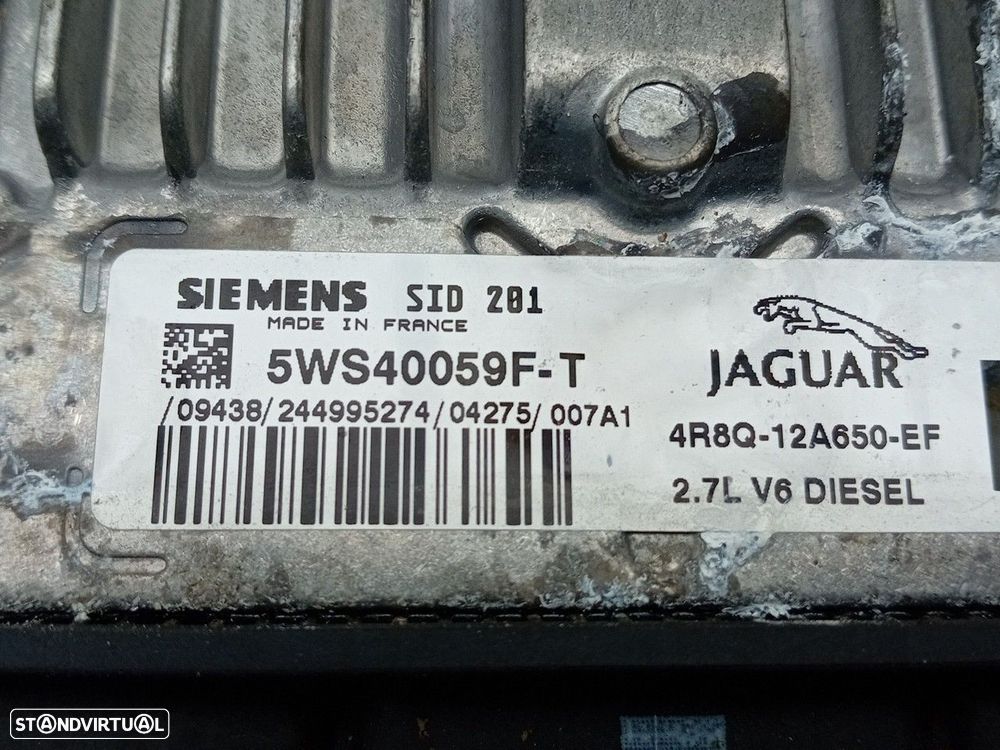 SIEMENS SID 201
MADE IN FRANCE
5WS40059F-T
/09438/244995274/04275/007A1
JAGUAR
4R8Q-12A650-EF
2.7L V6 DIESEL
STANDVIRTUAL